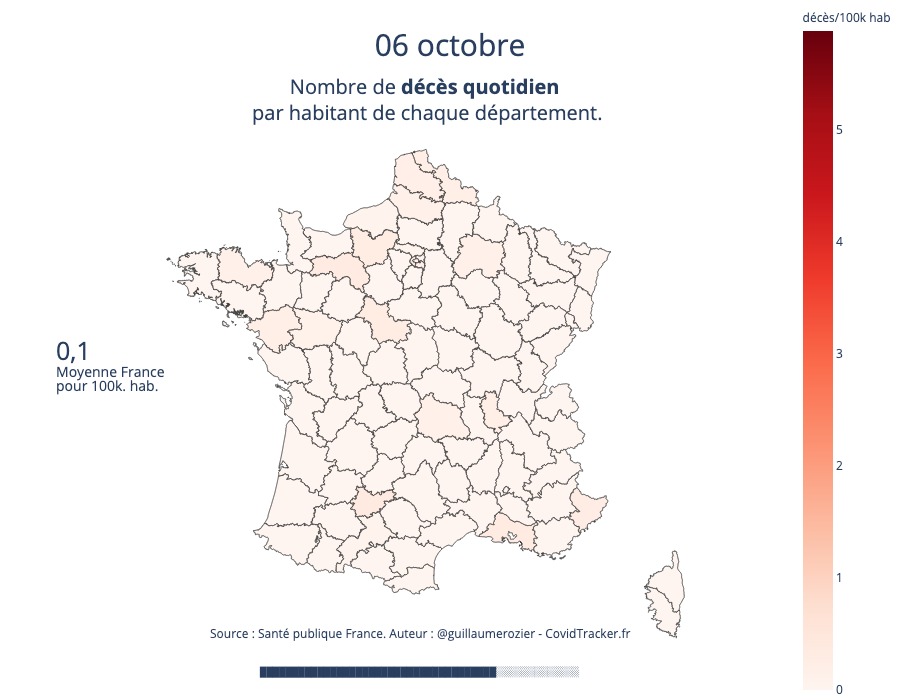 décès/100k hab
06 octobre
Nombre de décès quotidien
par habitant de chaque département.
5
4
0,1
Moyenne France
pour 100k. hab.
3
2
1
Source : Santé publique France. Auteur : @guillaumerozier - CovidTracker.fr
0